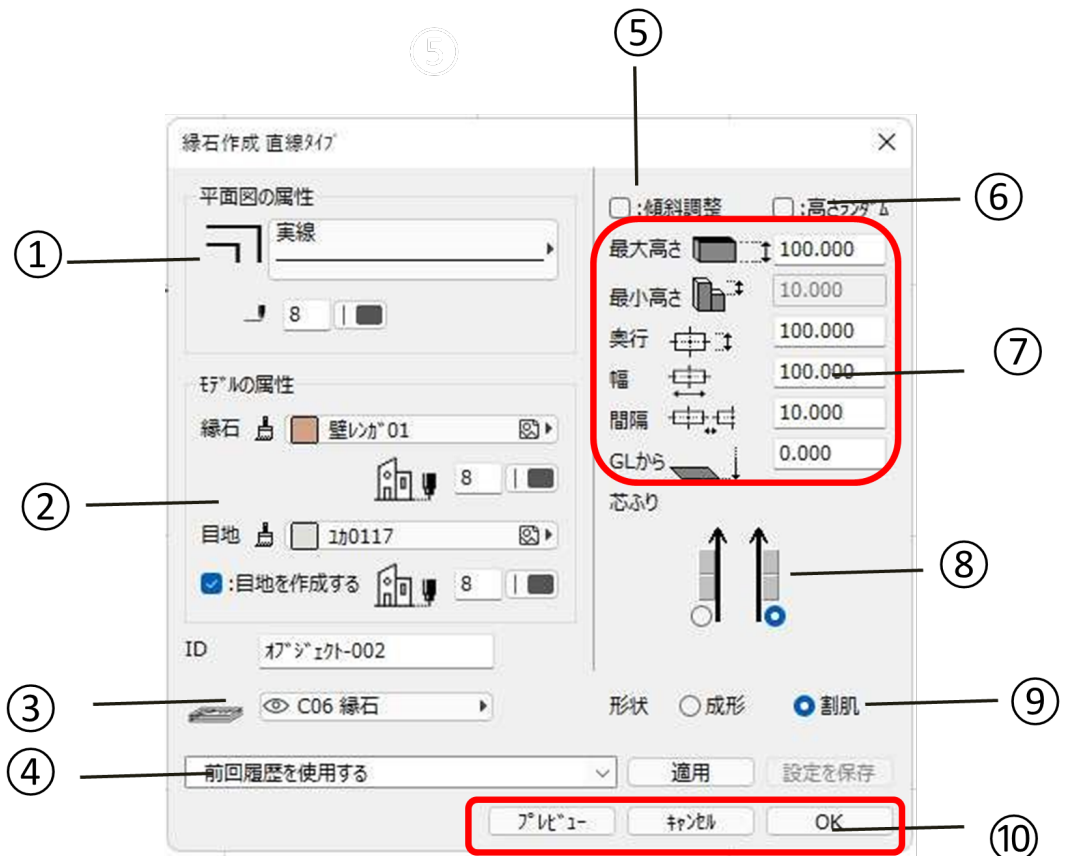 ⑤
⑤
縁石作成 直線ﾀｲﾌﾟ
平面図の属性
実線
8
ﾓﾃﾞﾙの属性
縁石 壁ﾚﾝｶﾞ01
8
目地 ﾕｶ0117
:目地を作成する 8
ID ｵﾌﾞｼﾞｪｸﾄ-002
C06 縁石
前回履歴を使用する 適用 設定を保存
:傾斜調整 :高さﾗﾝﾀﾞﾑ
最大高さ 100.000
最小高さ 10.000
奥行 100.000
幅 100.000
間隔 10.000
GLから 0.000
芯ふり
形状 成形 割肌
ﾌﾟﾚﾋﾞｭｰ ｷｬﾝｾﾙ OK
①
②
③
④
⑥
⑦
⑧
⑨
⑩